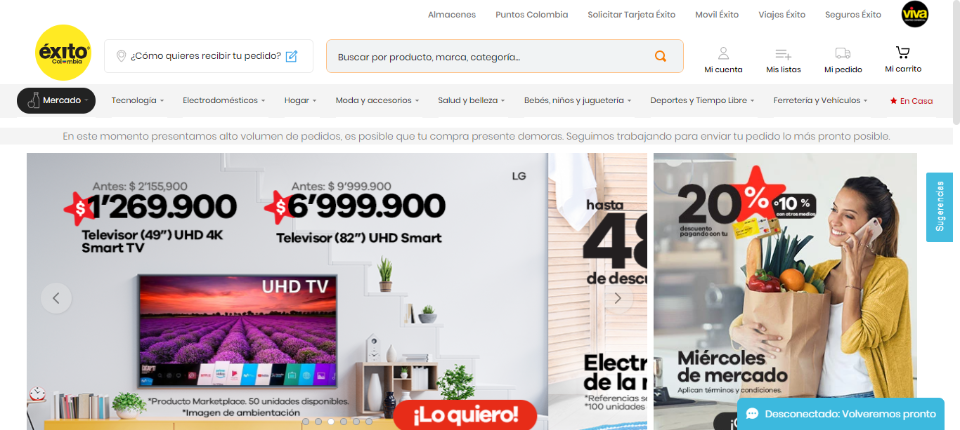 Almacenes Puntos Colombia Solicitar Tarjeta Éxito Movil Éxito Viajes Éxito Seguros Éxito viva
éxito
Colombia
¿Cómo quieres recibir tu pedido? Buscar por producto, marca, categoría...
Mi cuenta Mis listas Mi pedido Mi carrito
Mercado Tecnología Electrodomésticos Hogar Moda y accesorios Salud y belleza Bebés, niños y juguetería Deportes y Tiempo Libre Ferretería y Vehículos En Casa
En este momento presentamos alto volumen de pedidos, es posible que tu compra presente demoras. Seguimos trabajando para enviar tu pedido lo más pronto posible.
Antes: $ 2'155,900
$1'269.900
Televisor (49”) UHD 4K
Smart TV
Antes: $ 9'999.900
$6'999.900
Televisor (82”) UHD Smart
LG
UHD TV
*Producto Marketplace. 50 unidades disponibles.
*Imagen de ambientación
¡Lo quiero!
hasta
48
de descu
Electr
de la r
*Referencias s
*100 unidades
20%
descuento
pagando con tu
o 10 %
con otros medios
Miércoles
de mercado
Aplican términos y condiciones.
Sugerencias
Desconectado: Volveremos pronto